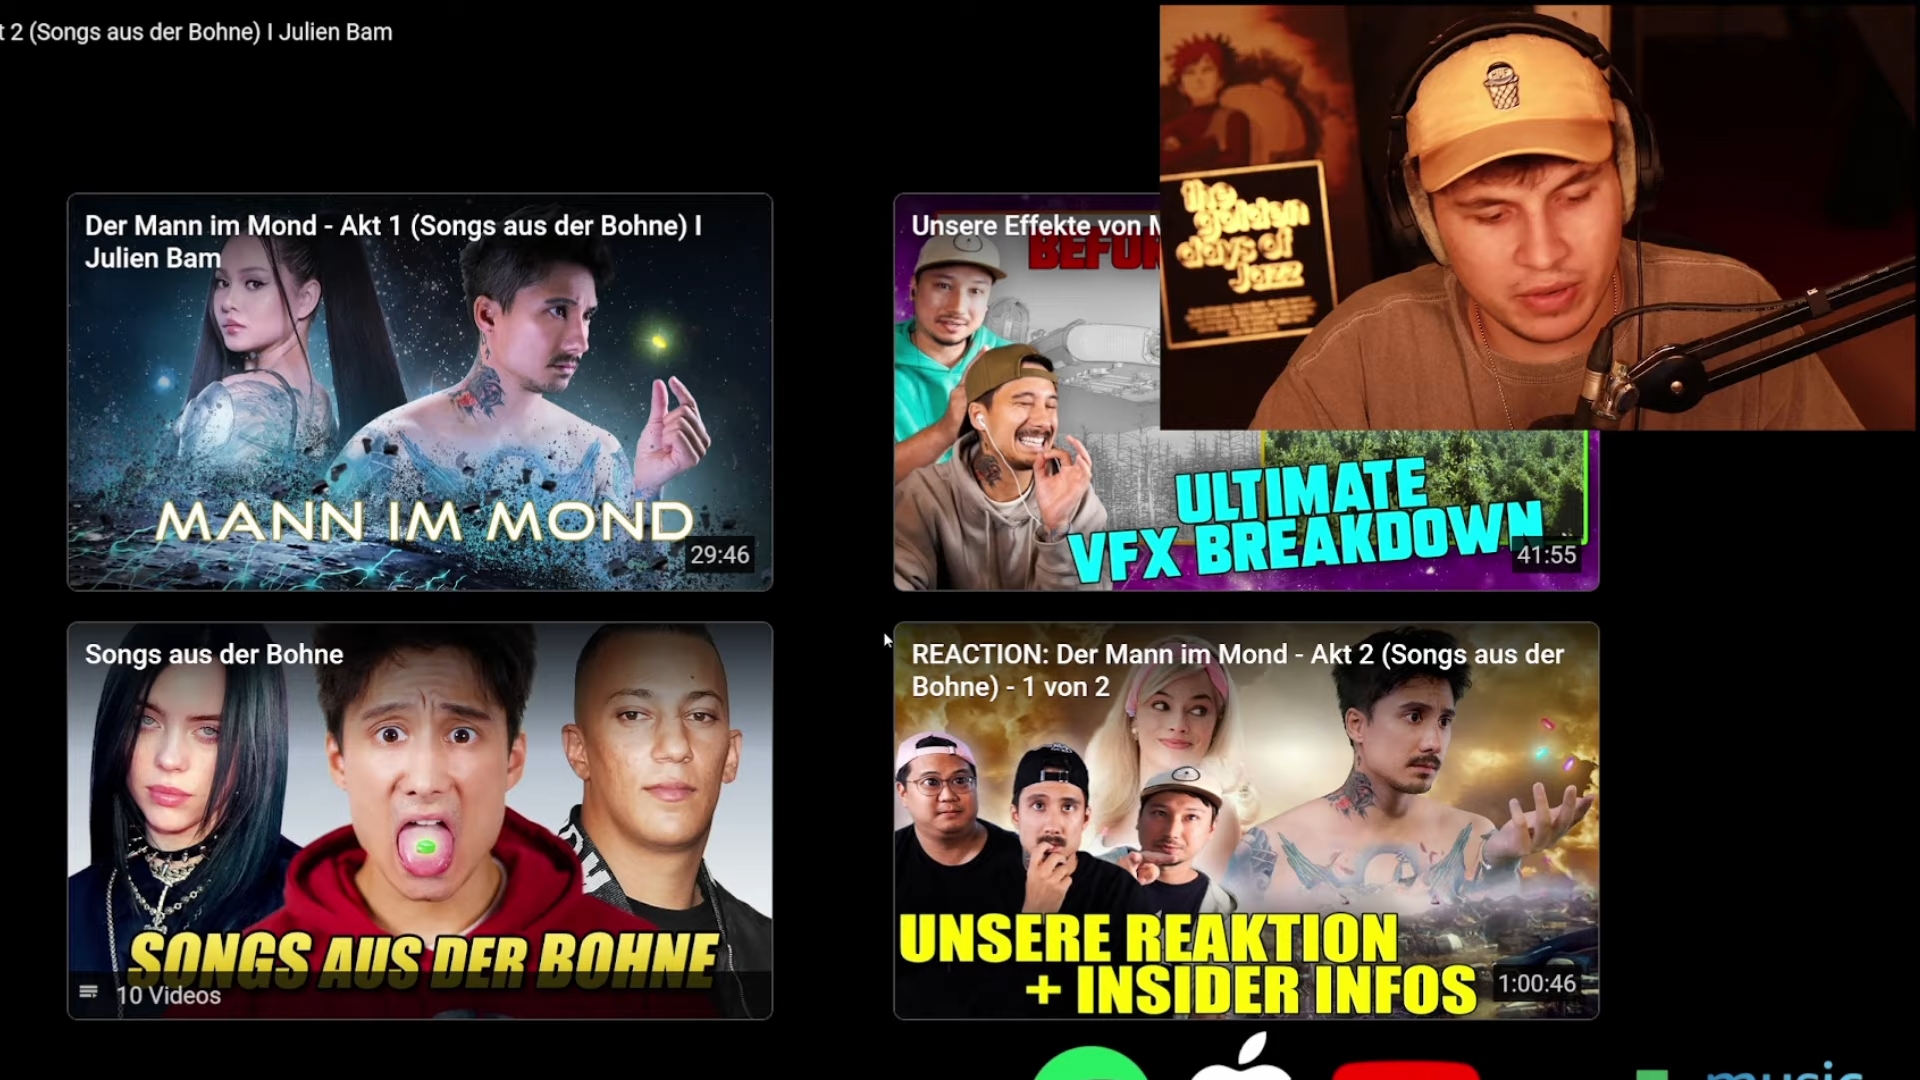 t 2 (Songs aus der Bohne) I Julien Bam
the
golden
days of
Jazz
Der Mann im Mond - Akt 1 (Songs aus der Bohne) I
Julien Bam
MANN IM MOND
29:46
Unsere Effekte von M
BEFOR
ULTIMATE
VFX BREAKDOWN
41:55
Songs aus der Bohne
SONGS AUS DER BOHNE
10 Videos
REACTION: Der Mann im Mond - Akt 2 (Songs aus der
Bohne) - 1 von 2
UNSERE REAKTION
+ INSIDER INFOS
1:00:46
music